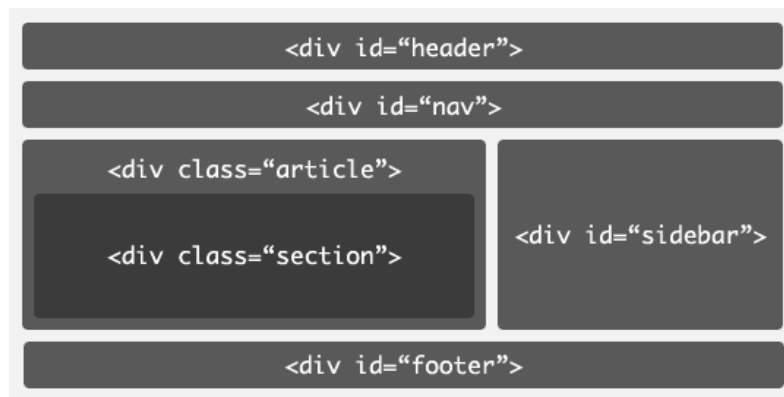 <div id=“header”>
<div id=“nav”>
<div class=“article”>
<div class=“section”>
<div id=“sidebar”>
<div id=“footer”>